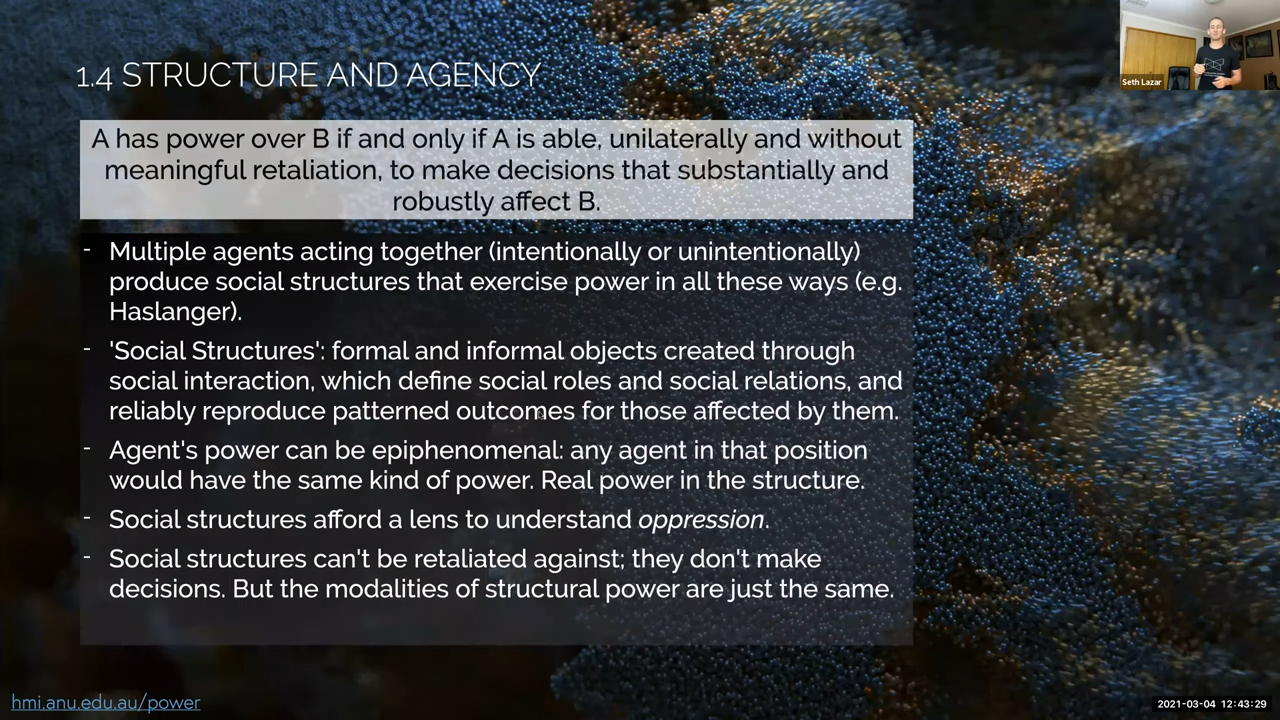 Seth Lazar
1.4 STRUCTURE AND AGENCY
A has power over B if and only if A is able, unilaterally and without
meaningful retaliation, to make decisions that substantially and
robustly affect B.
- Multiple agents acting together (intentionally or unintentionally)
produce social structures that exercise power in all these ways (e.g.
Haslanger).
- 'Social Structures': formal and informal objects created through
social interaction, which define social roles and social relations, and
reliably reproduce patterned outcomes for those affected by them.
- Agent's power can be epiphenomenal: any agent in that position
would have the same kind of power. Real power in the structure.
- Social structures afford a lens to understand oppression.
- Social structures can't be retaliated against; they don't make
decisions. But the modalities of structural power are just the same.
hmi.anu.edu.au/power
2021-03-04 12:43:29